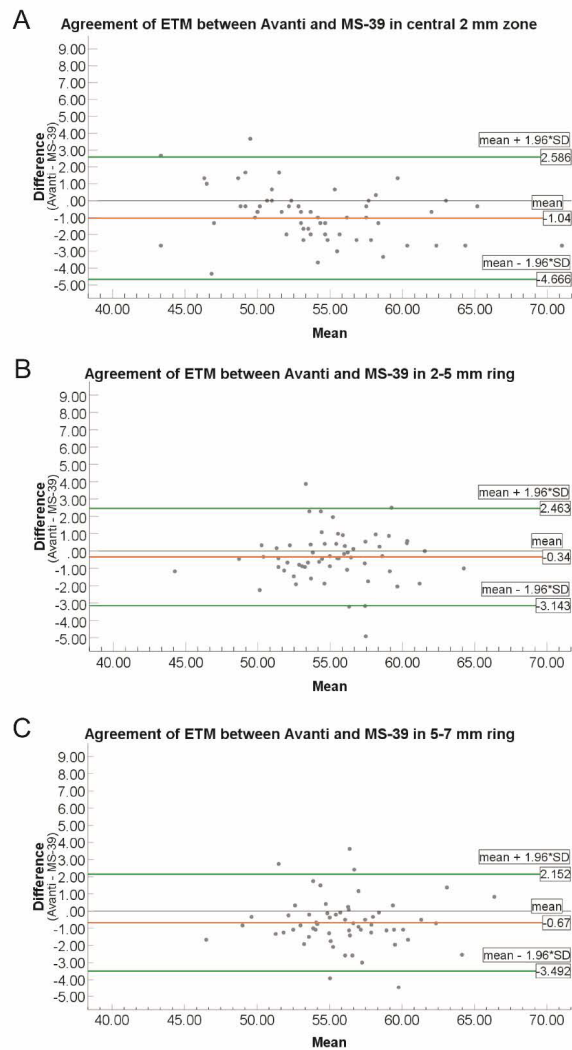 A
Agreement of ETM between Avanti and MS-39 in central 2 mm zone
Difference
(Avanti - MS-39)
9.00
8.00
7.00
6.00
5.00
4.00
3.00
2.00
1.00
.00
-1.00
-2.00
-3.00
-4.00
-5.00
mean + 1.96*SD
2.586
mean
-1.04
mean - 1.96*SD
-4.666
40.00 45.00 50.00 55.00 60.00 65.00 70.00
Mean
B
Agreement of ETM between Avanti and MS-39 in 2-5 mm ring
Difference
(Avanti - MS-39)
9.00
8.00
7.00
6.00
5.00
4.00
3.00
2.00
1.00
.00
-1.00
-2.00
-3.00
-4.00
-5.00
mean + 1.96*SD
2.463
mean
-0.34
mean - 1.96*SD
-3.143
40.00 45.00 50.00 55.00 60.00 65.00 70.00
Mean
C
Agreement of ETM between Avanti and MS-39 in 5-7 mm ring
Difference
(Avanti - MS-39)
9.00
8.00
7.00
6.00
5.00
4.00
3.00
2.00
1.00
.00
-1.00
-2.00
-3.00
-4.00
-5.00
mean + 1.96*SD
2.152
mean
-0.67
mean - 1.96*SD
-3.492
40.00 45.00 50.00 55.00 60.00 65.00 70.00
Mean